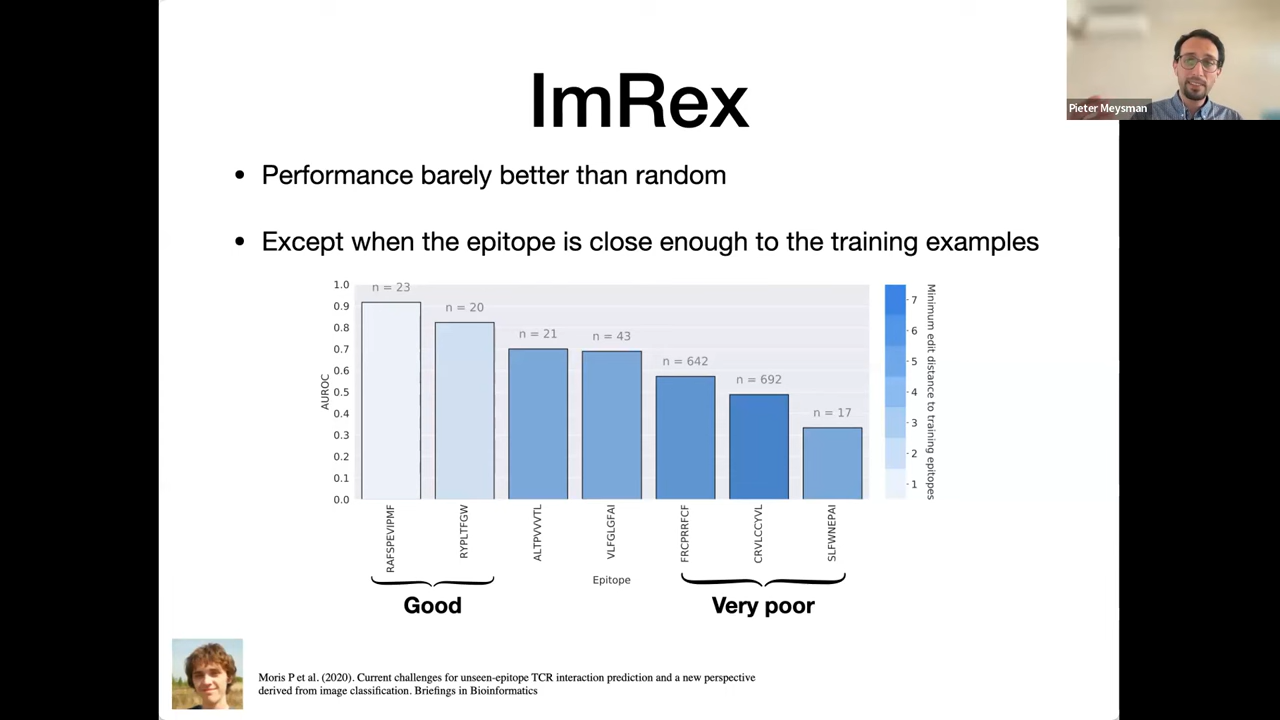 ImRex
Pieter Meysman
• Performance barely better than random
• Except when the epitope is close enough to the training examples
1.0
0.9
0.8
0.7
0.6
0.5
0.4
0.3
0.2
0.1
0.0
AUROC
n = 23
n = 20
n = 21
n = 43
n = 642
n = 692
n = 17
7
6
5
4
3
2
1
Minimum edit distance to training epitopes
RAFSPEVIPMF
RYPLTFGW
ALTPVVVTL
VLFGLGFAI
FRCPRRFCF
CRVLCCYVL
SLFWNEPAI
Epitope
Good
Very poor
Moris P et al. (2020). Current challenges for unseen-epitope TCR interaction prediction and a new perspective
derived from image classification. Briefings in Bioinformatics